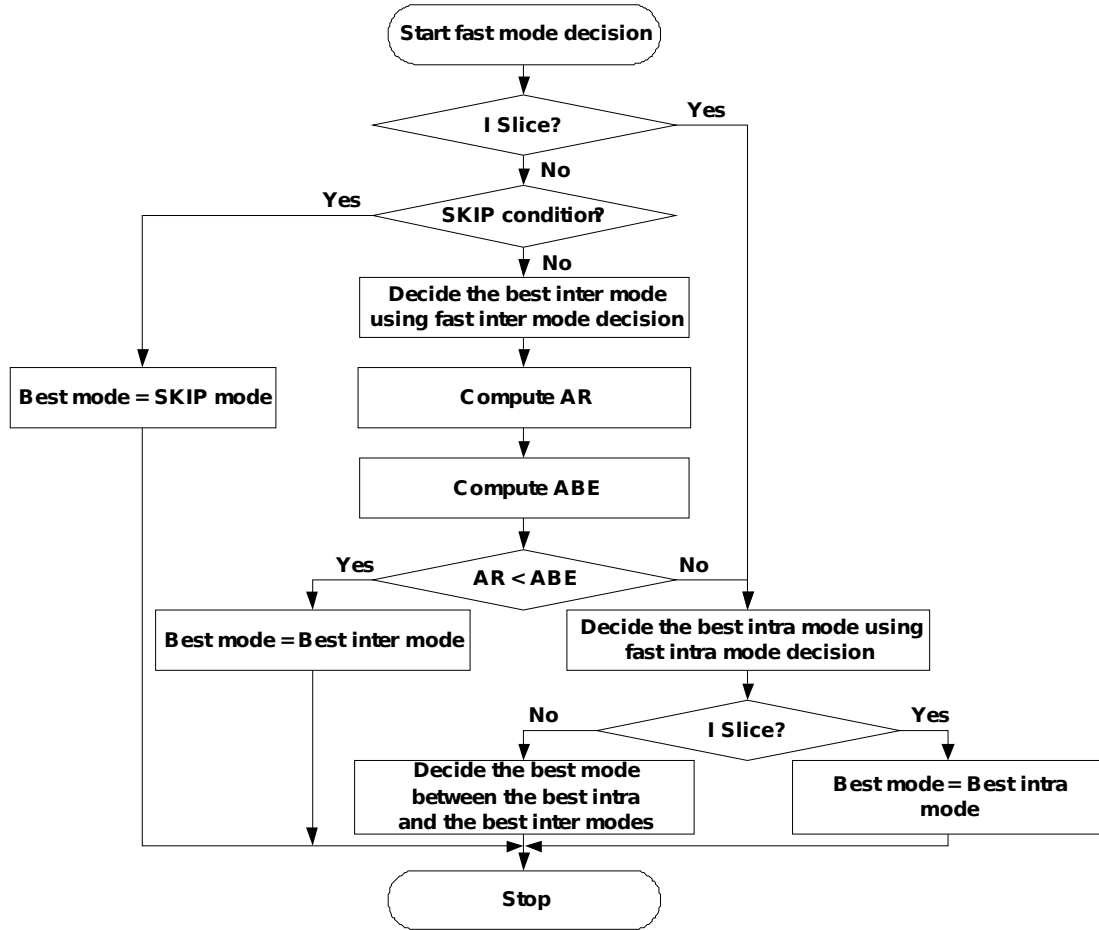 Start fast mode decision
I Slice?
Yes
No
Yes
SKIP condition?
No
Decide the best inter mode
using fast inter mode decision
Best mode = SKIP mode
Compute AR
Compute ABE
Yes
AR < ABE
No
Best mode = Best inter mode
Decide the best intra mode using
fast intra mode decision
No
I Slice?
Yes
Decide the best mode
between the best intra
and the best inter modes
Best mode = Best intra
mode
Stop